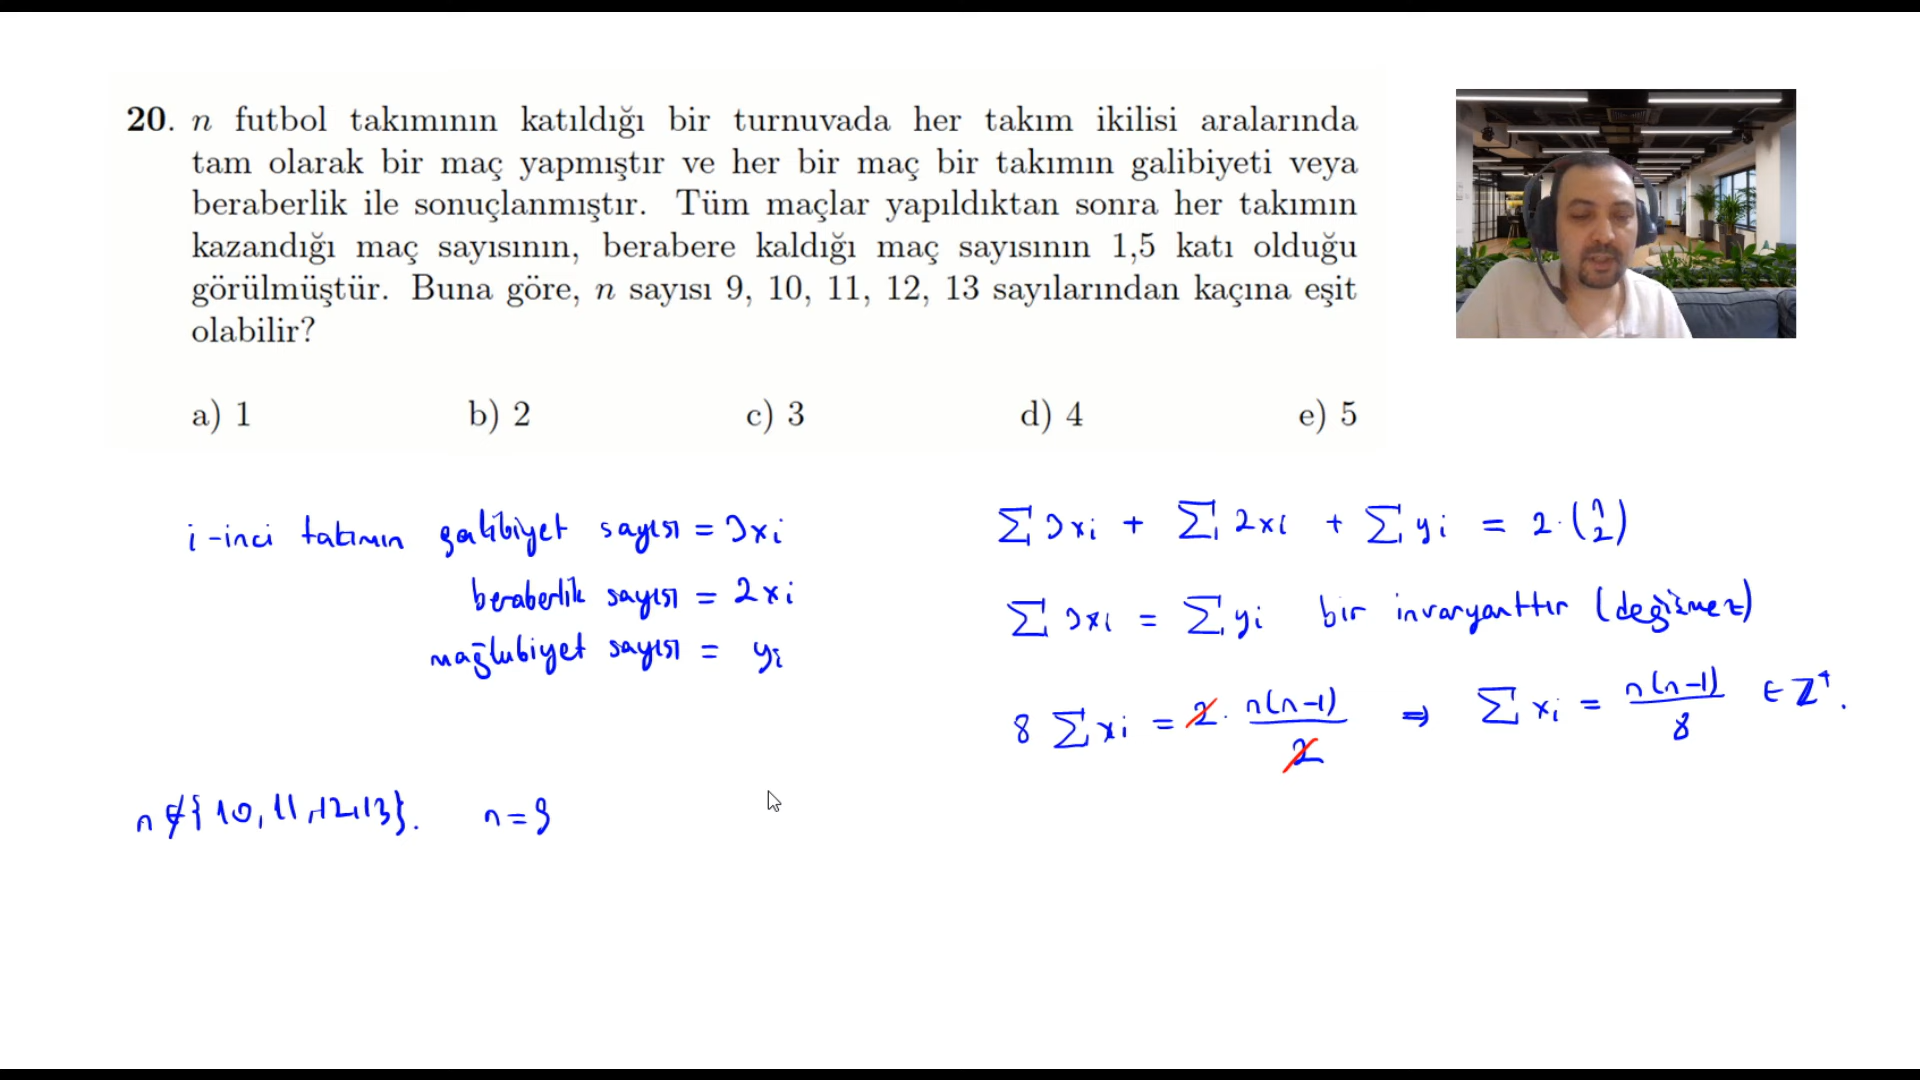 20. n futbol takımının katıldığı bir turnuvada her takım ikilisi aralarında
tam olarak bir maç yapmıştır ve her bir maç bir takımın galibiyeti veya
beraberlik ile sonuçlanmıştır. Tüm maçlar yapıldıktan sonra her takımın
kazandığı maç sayısının, berabere kaldığı maç sayısının 1,5 katı olduğu
görülmüştür. Buna göre, n sayısı 9, 10, 11, 12, 13 sayılarından kaçına eşit
olabilir?
a) 1 b) 2 c) 3 d) 4 e) 5
i-inci takımın galibiyet sayısı = 3xi
beraberlik sayısı = 2xi
mağlubiyet sayısı = yi
∑ 3xi + ∑ 2xi + ∑ yi = 2·(n 2)
∑ 3xi = ∑ yi bir invaryanttır (değişmez)
8 ∑ xi = 2 · n(n-1)/2 ⇒ ∑ xi = n(n-1)/8 ∈ Z⁺.
n ∉ {10, 11, 12, 13}. n = 9